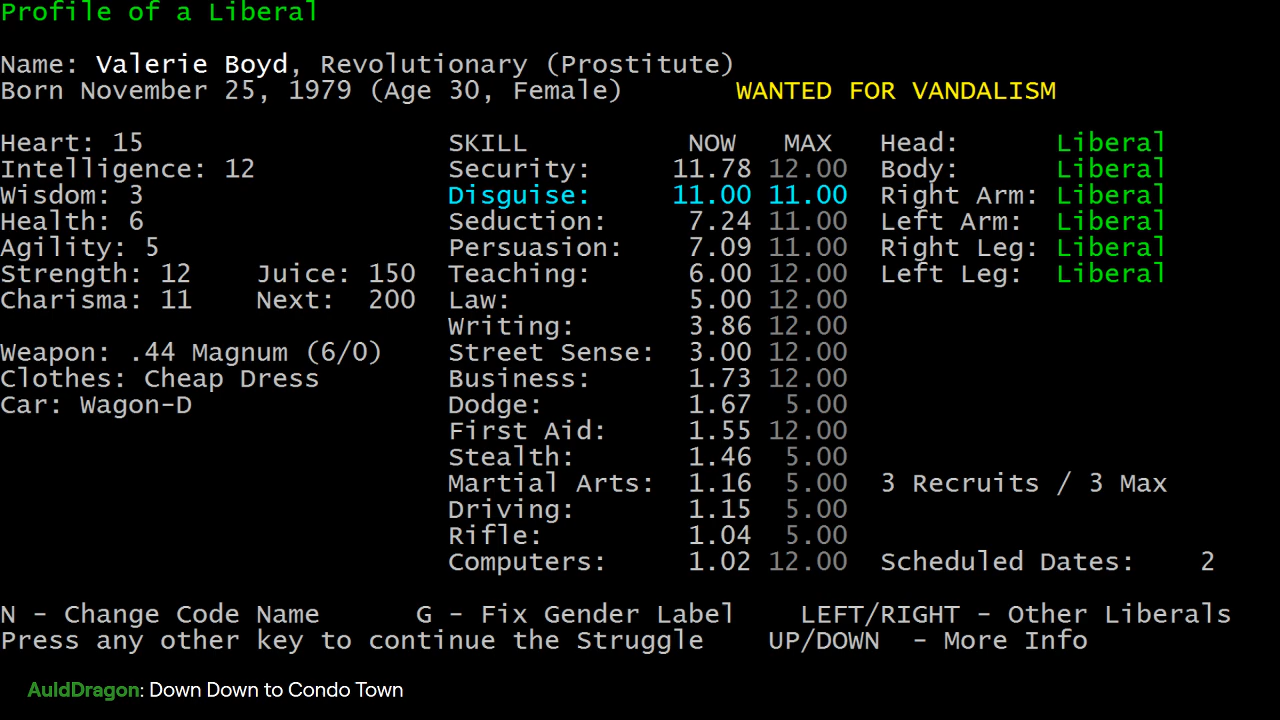 Profile of a Liberal
Name: Valerie Boyd, Revolutionary (Prostitute)
Born November 25, 1979 (Age 30, Female) WANTED FOR VANDALISM
Heart: 15 SKILL NOW MAX Head: Liberal
Intelligence: 12 Security: 11.78 12.00 Body: Liberal
Wisdom: 3 Disguise: 11.00 11.00 Right Arm: Liberal
Health: 6 Seduction: 7.24 11.00 Left Arm: Liberal
Agility: 5 Persuasion: 7.09 11.00 Right Leg: Liberal
Strength: 12 Juice: 150 Teaching: 6.00 12.00 Left Leg: Liberal
Charisma: 11 Next: 200 Law: 5.00 12.00
Writing: 3.86 12.00
Weapon: .44 Magnum (6/0) Street Sense: 3.00 12.00
Clothes: Cheap Dress Business: 1.73 12.00
Car: Wagon-D Dodge: 1.67 5.00
First Aid: 1.55 12.00
Stealth: 1.46 5.00
Martial Arts: 1.16 5.00 3 Recruits / 3 Max
Driving: 1.15 5.00
Rifle: 1.04 5.00
Computers: 1.02 12.00 Scheduled Dates: 2
N - Change Code Name G - Fix Gender Label LEFT/RIGHT - Other Liberals
Press any other key to continue the Struggle UP/DOWN - More Info
AuldDragon: Down Down to Condo Town